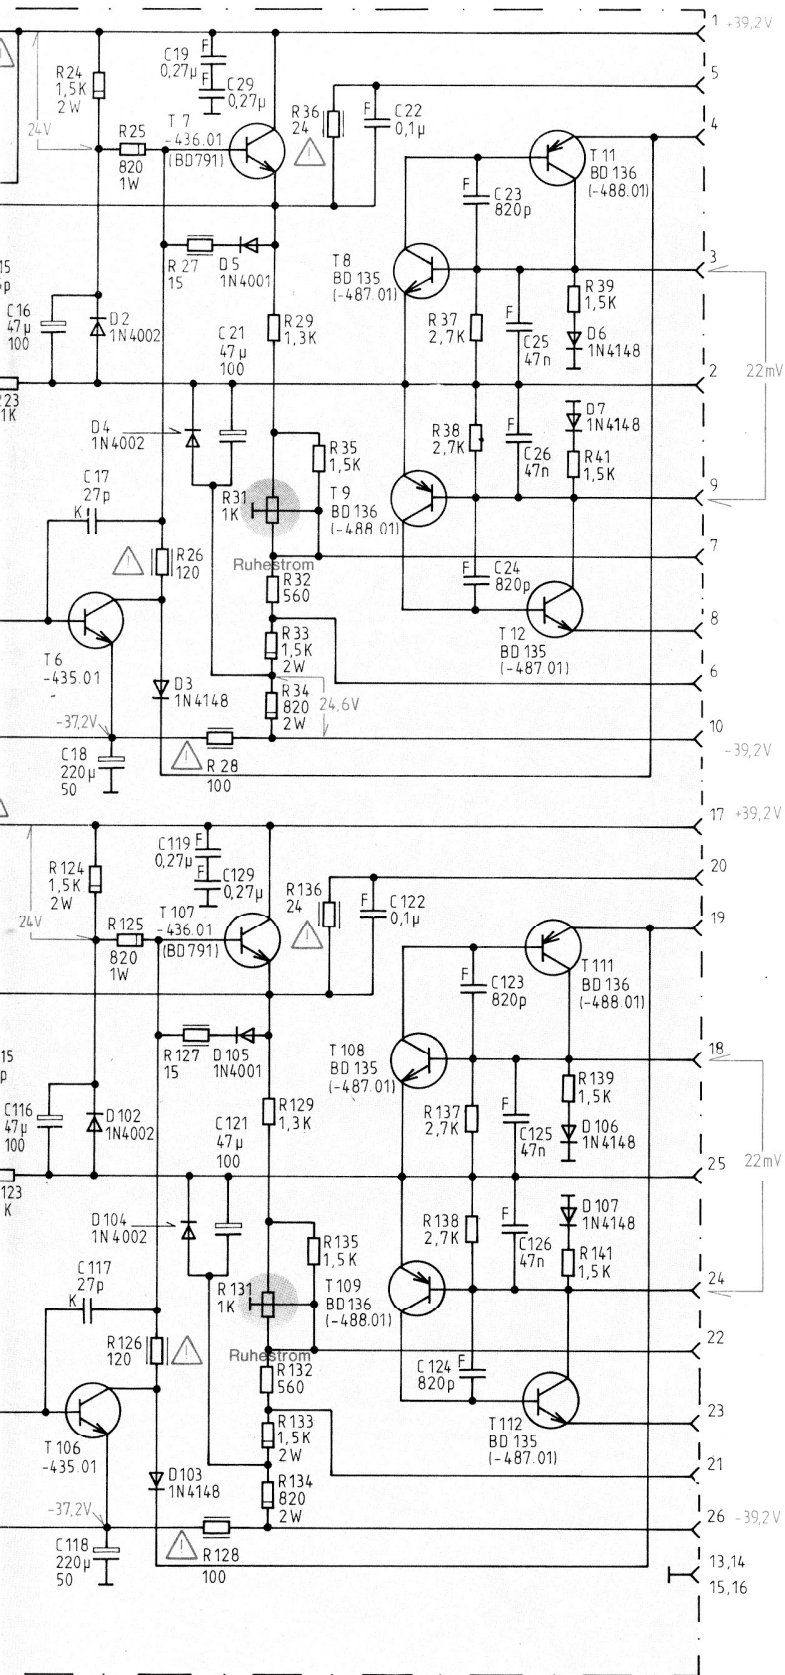 1 +39,2V
5
4
3
2
9
7
8
6
10
-39,2V
22mV
R24
1,5K
2W
24V
C19
0,27µ
F
F
C29
0,27µ
R25
820
1W
T7
-436.01
(BD791)
R36
24
F
C22
0,1µ
T11
BD 136
(-488.01)
F
C23
820p
R27
15
D5
1N4001
T8
BD 135
(-487.01)
R39
1,5K
D6
1N4148
R37
2,7K
F
C25
47n
C16
47µ
100
D2
1N4002
C21
47µ
100
R29
1,3K
1K
D4
1N4002
R35
1,5K
R38
2,7K
F
C26
47n
D7
1N4148
R41
1,5K
C17
27p
K
R31
1K
T9
BD 136
(-488.01)
Ruhestrom
R26
120
R32
560
F
C24
820p
T12
BD 135
(-487.01)
T6
-435.01
R33
1,5K
2W
D3
1N4148
R34
820
2W
24,6V
-37,2V
C18
220µ
50
R28
100
17 +39,2V
20
19
18
25
24
22
23
21
26 -39,2V
13,14
15,16
22mV
R124
1,5K
2W
24V
C119
0,27µ
F
F
C129
0,27µ
R125
820
1W
T107
-436.01
(BD791)
R136
24
F
C122
0,1µ
T111
BD 136
(-488.01)
F
C123
820p
R127
15
D105
1N4001
T108
BD 135
(-487.01)
R139
1,5K
D106
1N4148
R137
2,7K
F
C125
47n
C116
47µ
100
D102
1N4002
C121
47µ
100
R129
1,3K
123
K
D104
1N4002
R135
1,5K
R138
2,7K
F
C126
47n
D107
1N4148
R141
1,5K
C117
27p
K
R131
1K
T109
BD 136
(-488.01)
Ruhestrom
R126
120
R132
560
F
C124
820p
T112
BD 135
(-487.01)
T106
-435.01
R133
1,5K
2W
D103
1N4148
R134
820
2W
-37,2V
C118
220µ
50
R128
100